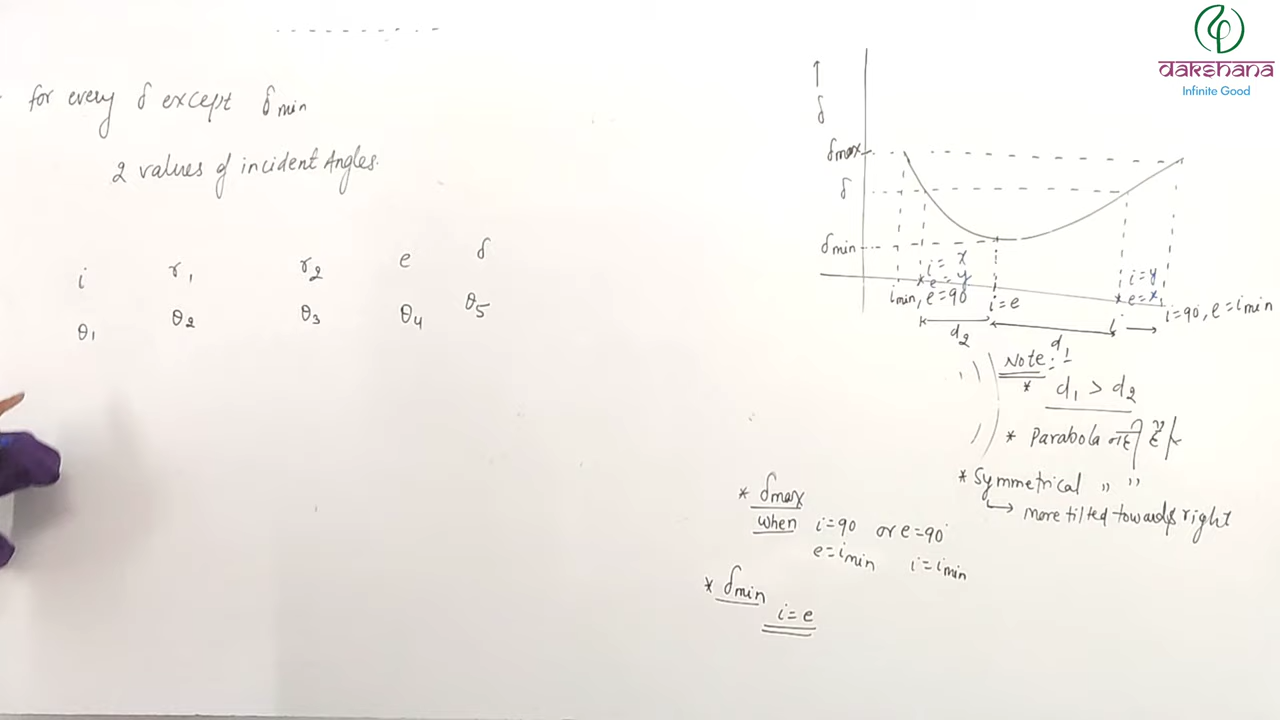 dakshana
Infinite Good
for every δ except δmin
2 values of incident Angles.
i r₁ r₂ e δ
θ₁ θ₂ θ₃ θ₄ θ₅
↑
δ
δmax
δ
δmin
i = x
e = y
i = y
e = x
imin, e = 90
i = e
i
i = 90, e = imin
d₂
d₁
Note :-
* d₁ > d₂
* Parabola नहीं है
* Symmetrical " "
↳ more tilted towards right
* δmax
when i = 90 or e = 90°
e = imin i = imin
* δmin
i = e